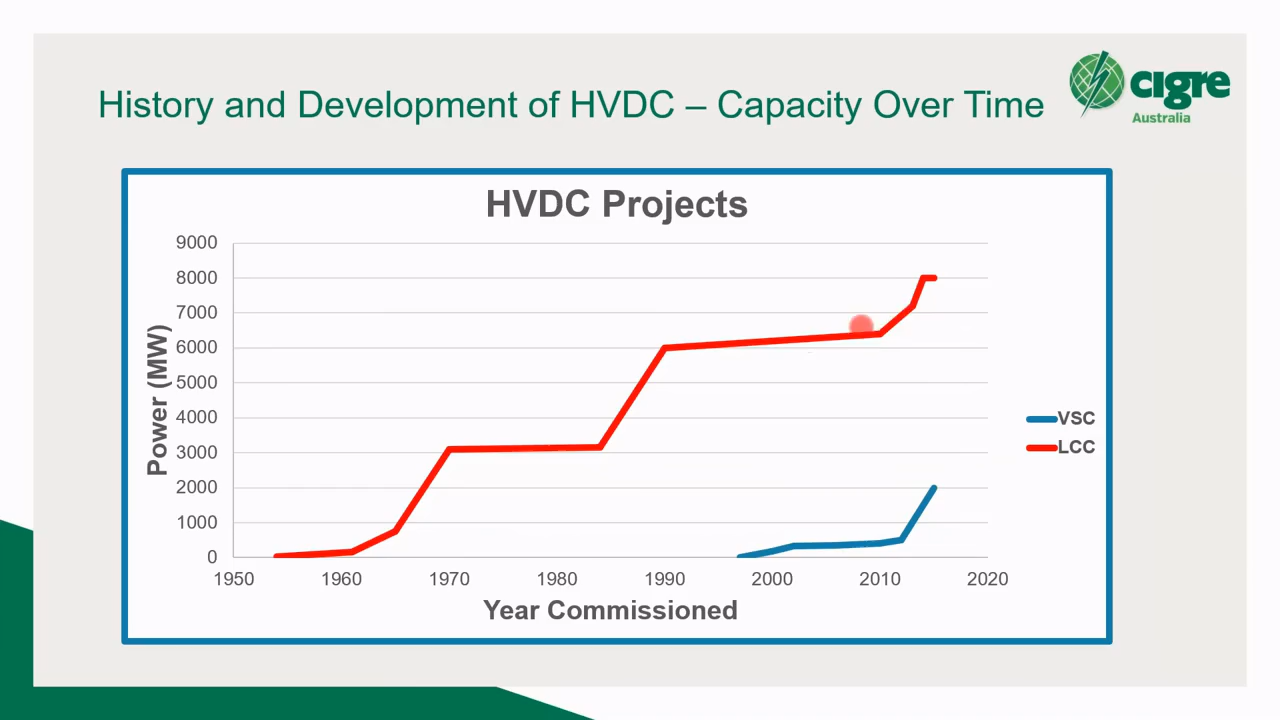 History and Development of HVDC – Capacity Over Time
cigre
Australia
HVDC Projects
9000
8000
7000
6000
5000
4000
3000
2000
1000
0
Power (MW)
1950 1960 1970 1980 1990 2000 2010 2020
Year Commissioned
VSC
LCC